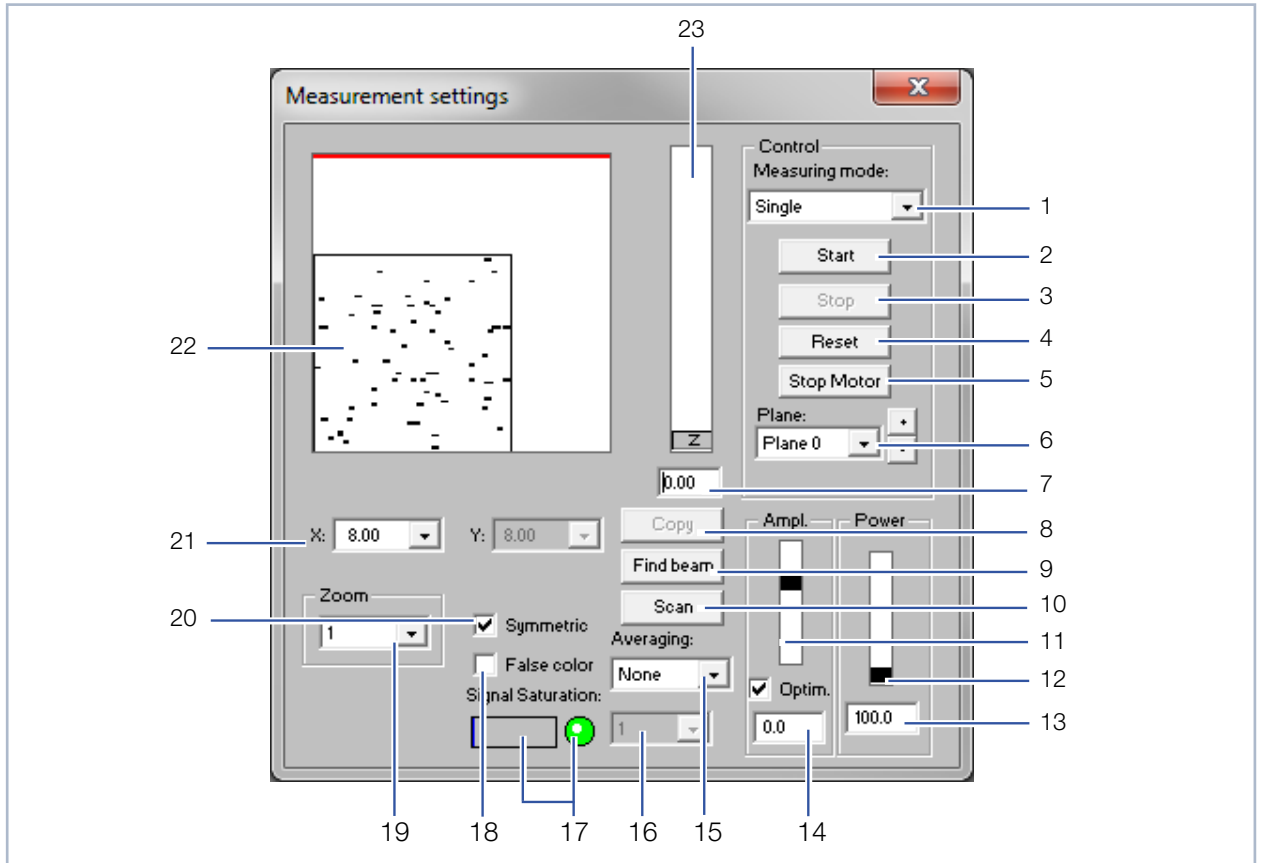 23
Measurement settings
Control
Measuring mode:
Single
1
Start
2
Stop
3
Reset
4
Stop Motor
5
Plane:
Plane 0
+
-
6
Z
0.00
7
22
X: 8.00
Y: 8.00
21
Copy
8
Find beam
9
Scan
10
Ampl.
Power
11
12
Optim.
0.0
100.0
13
Zoom
1
20
Symmetric
False color
Averaging:
None
Signal Saturation:
1
19
18
17
16
15
14